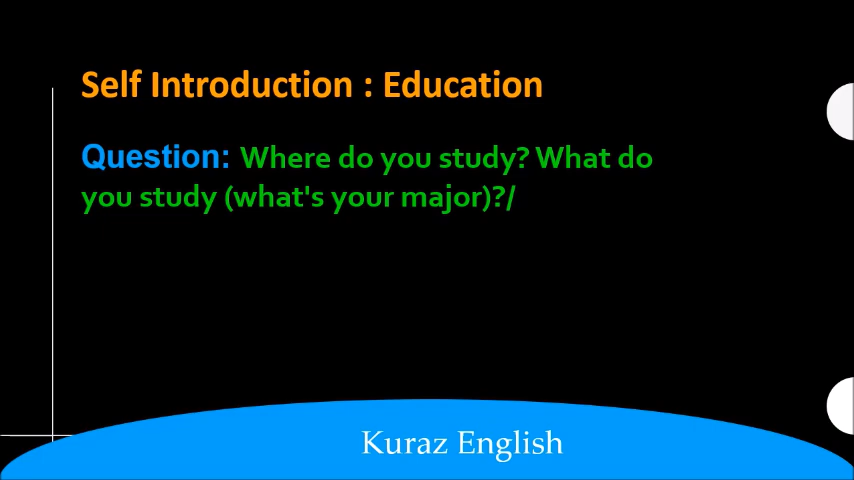 Self Introduction : Education
Question: Where do you study? What do
you study (what's your major)?/
Kuraz English